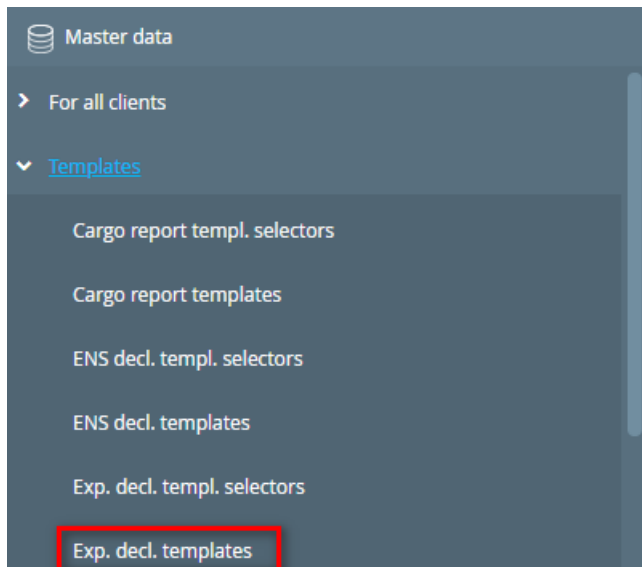 Master data
For all clients
Templates
Cargo report templ. selectors
Cargo report templates
ENS decl. templ. selectors
ENS decl. templates
Exp. decl. templ. selectors
Exp. decl. templates